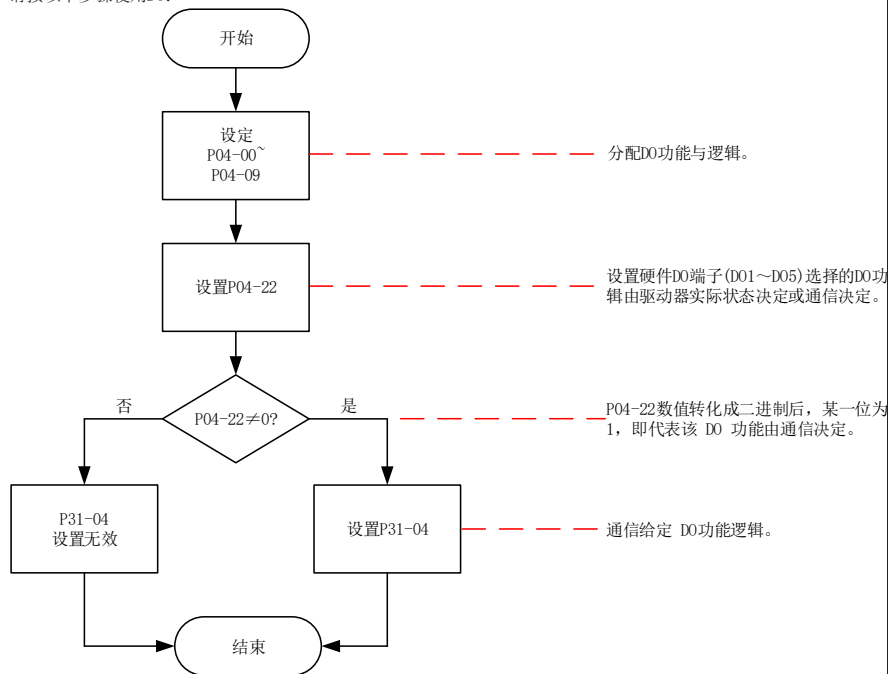 开始
设定
P04-00~
P04-09
分配DO功能与逻辑。
设置P04-22
设置硬件DO端子(DO1～DO5)选择的DO功
辑由驱动器实际状态决定或通信决定。
否
P04-22≠0?
是
P04-22数值转化成二进制后，某一位为
1，即代表该 DO 功能由通信决定。
P31-04
设置无效
设置P31-04
通信给定 DO功能逻辑。
结束